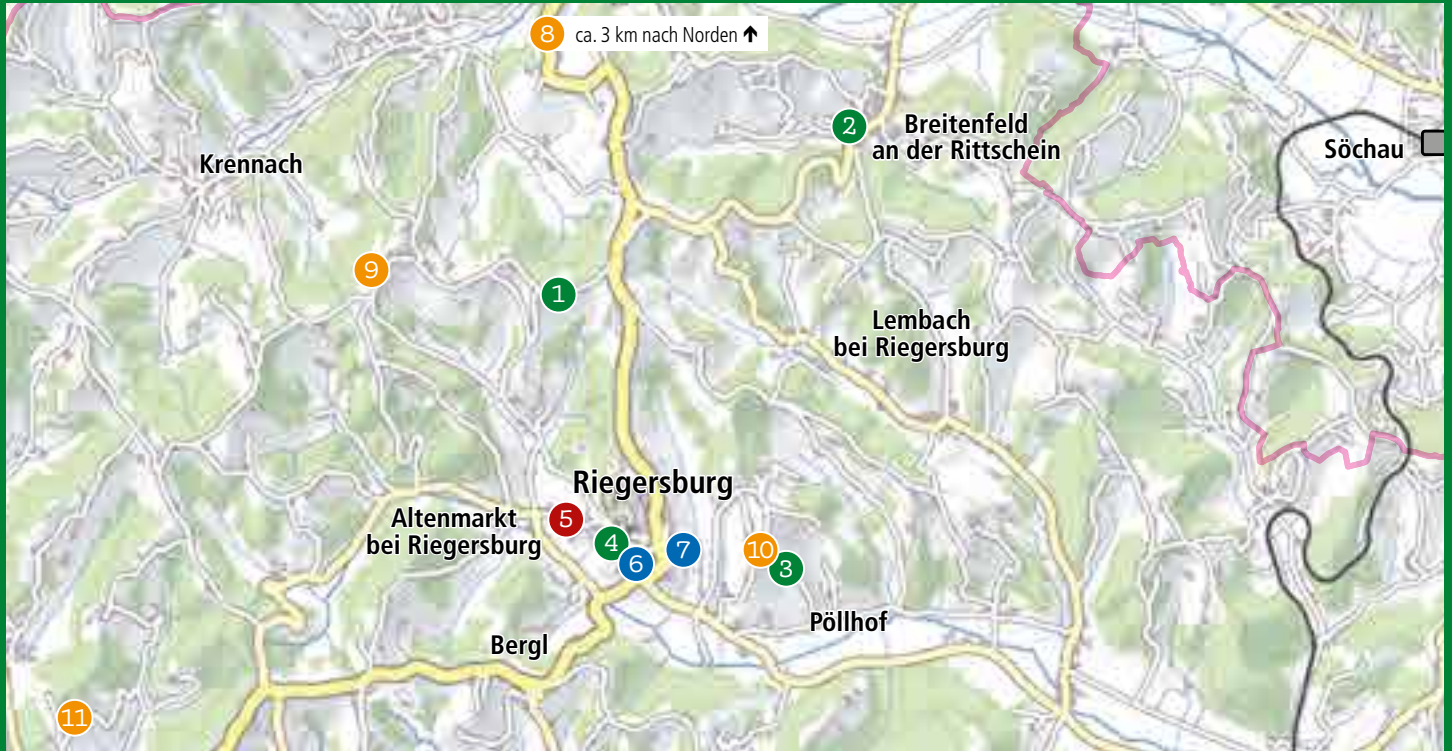 8 ca. 3 km nach Norden ↑
2
Breitenfeld
an der Rittschein
Söchau
Krennach
9
1
Lembach
bei Riegersburg
Riegersburg
Altenmarkt
bei Riegersburg
5
4
6
7
10
3
Pöllhof
Bergl
11